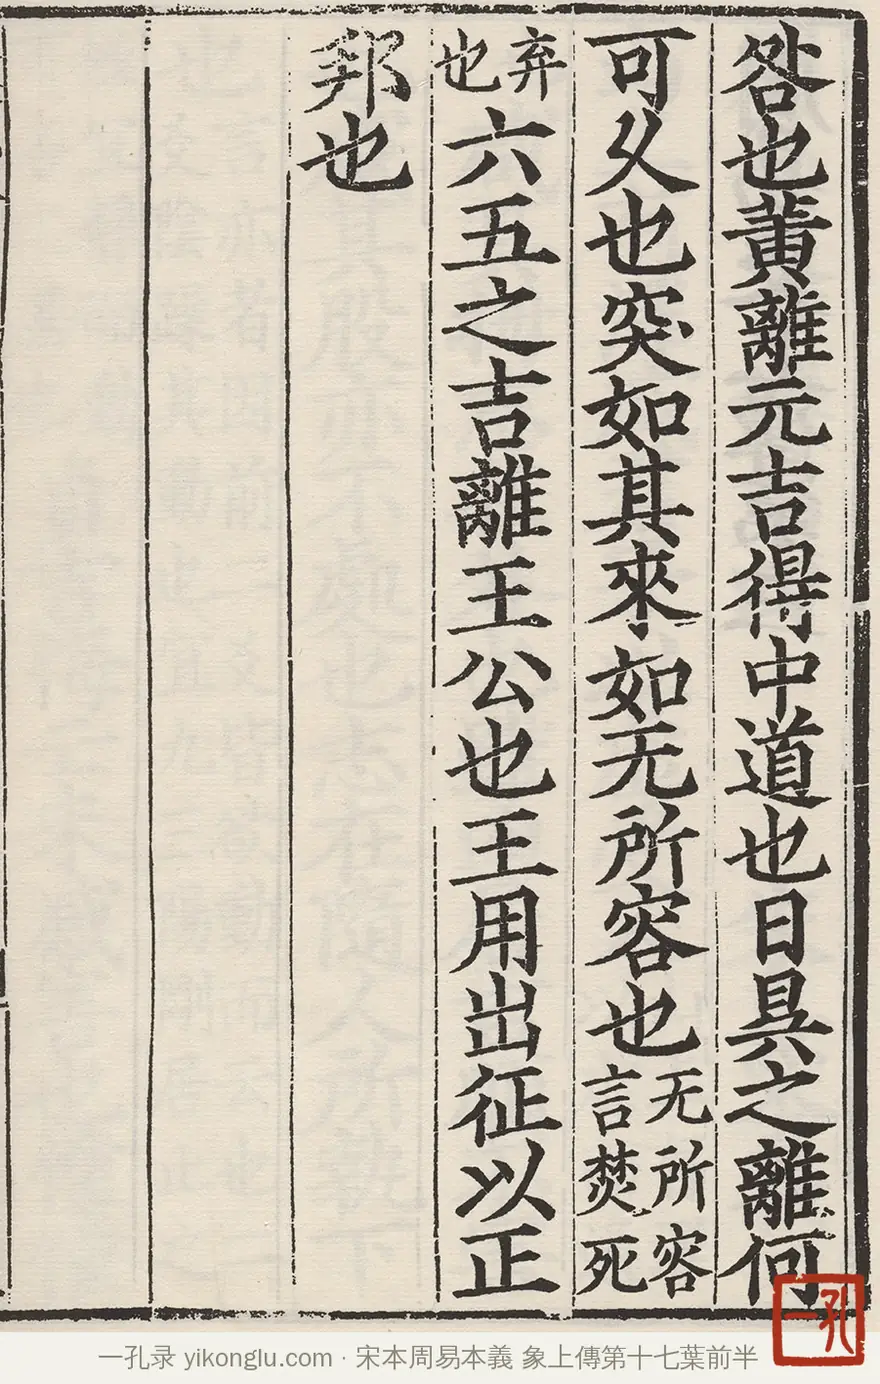 咎也黃離元吉得中道也日昃之離何
可久也突如其來如无所容也无所容言焚死
弃也六五之吉離王公也王用出征以正
邦也
一孔
一孔录 yikonglu.com · 宋本周易本義 象上傳第十七葉前半